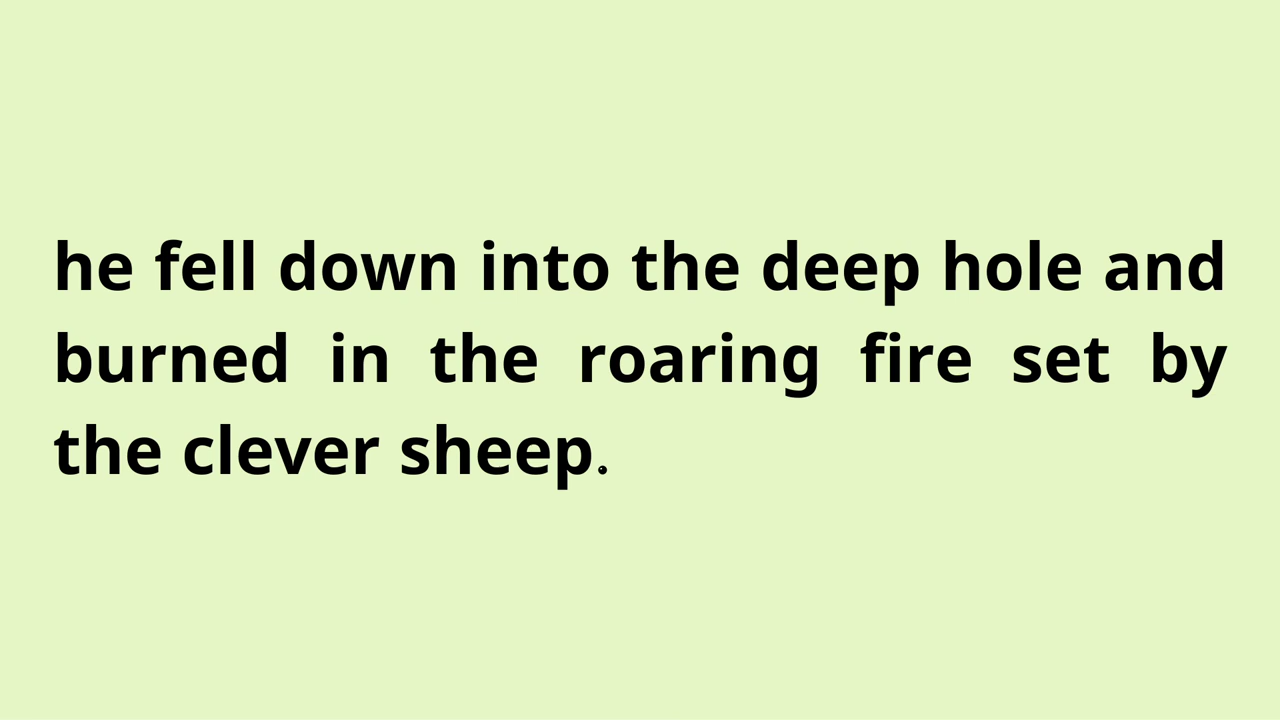 he fell down into the deep hole and
burned in the roaring fire set by
the clever sheep.